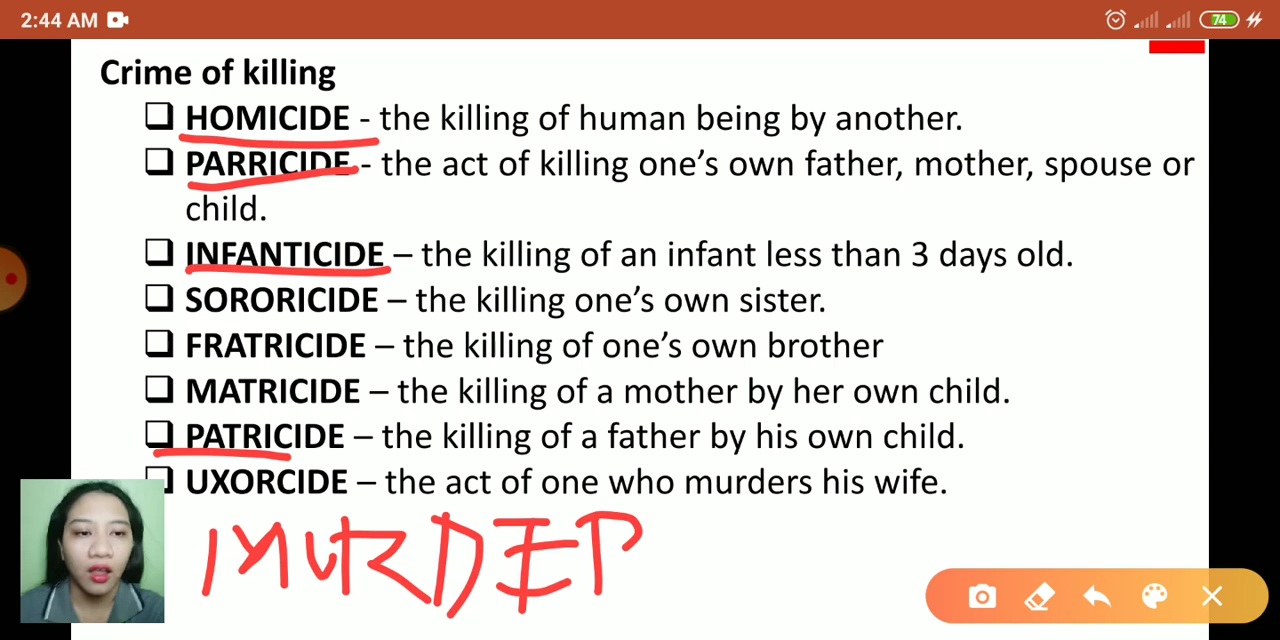 2:44 AM
74
Crime of killing
HOMICIDE - the killing of human being by another.
PARRICIDE - the act of killing one's own father, mother, spouse or
child.
INFANTICIDE – the killing of an infant less than 3 days old.
SORORICIDE – the killing one's own sister.
FRATRICIDE – the killing of one's own brother
MATRICIDE – the killing of a mother by her own child.
PATRICIDE – the killing of a father by his own child.
UXORCIDE – the act of one who murders his wife.
MURDEP